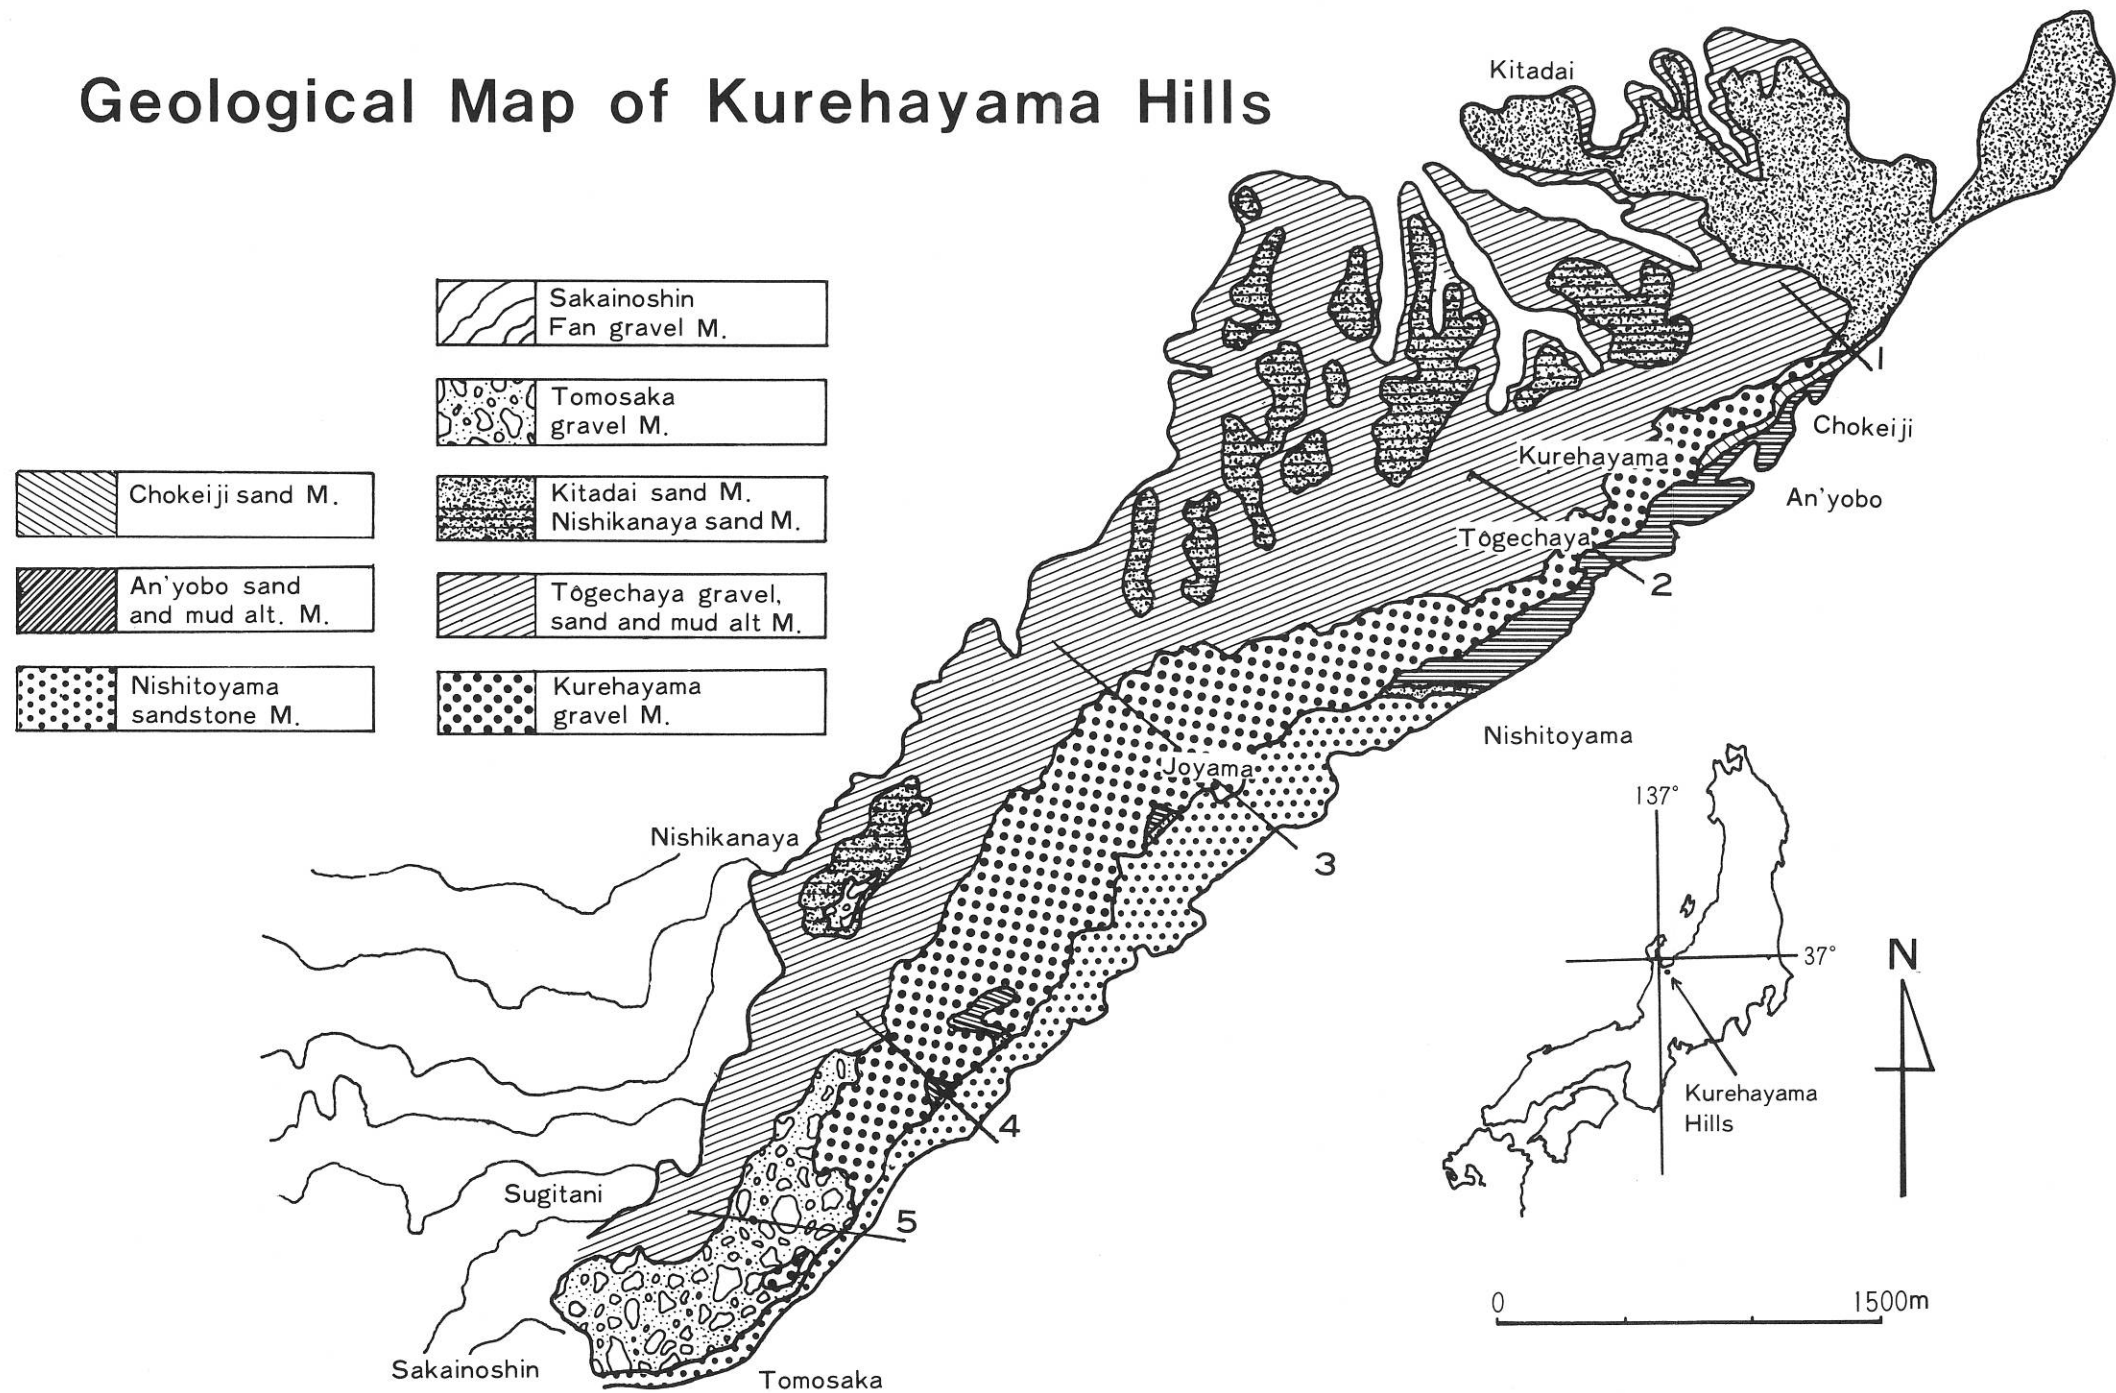 Geological Map of Kurehayama Hills
Kitadai
Sakainoshin
Fan gravel M.
Tomosaka
gravel M.
Chokeiji sand M.
Kitadai sand M.
Nishikanaya sand M.
An'yobo sand
and mud alt. M.
Tôgechaya gravel,
sand and mud alt M.
Nishitoyama
sandstone M.
Kurehayama
gravel M.
1
Chokeiji
Kurehayama
An'yobo
Tôgechaya
2
Nishitoyama
Joyama
137°
Nishikanaya
3
37°
N
Kurehayama
Hills
4
Sugitani
5
0 1500m
Sakainoshin
Tomosaka